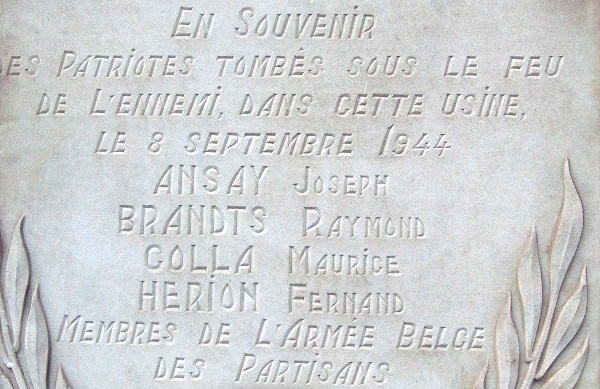 En Souvenir
des Patriotes tombés sous le feu
de l'ennemi, dans cette usine,
le 8 septembre 1944
ANSAY Joseph
BRANDTS Raymond
COLLA Maurice
HERION Fernand
Membres de l'Armée Belge
des Partisans